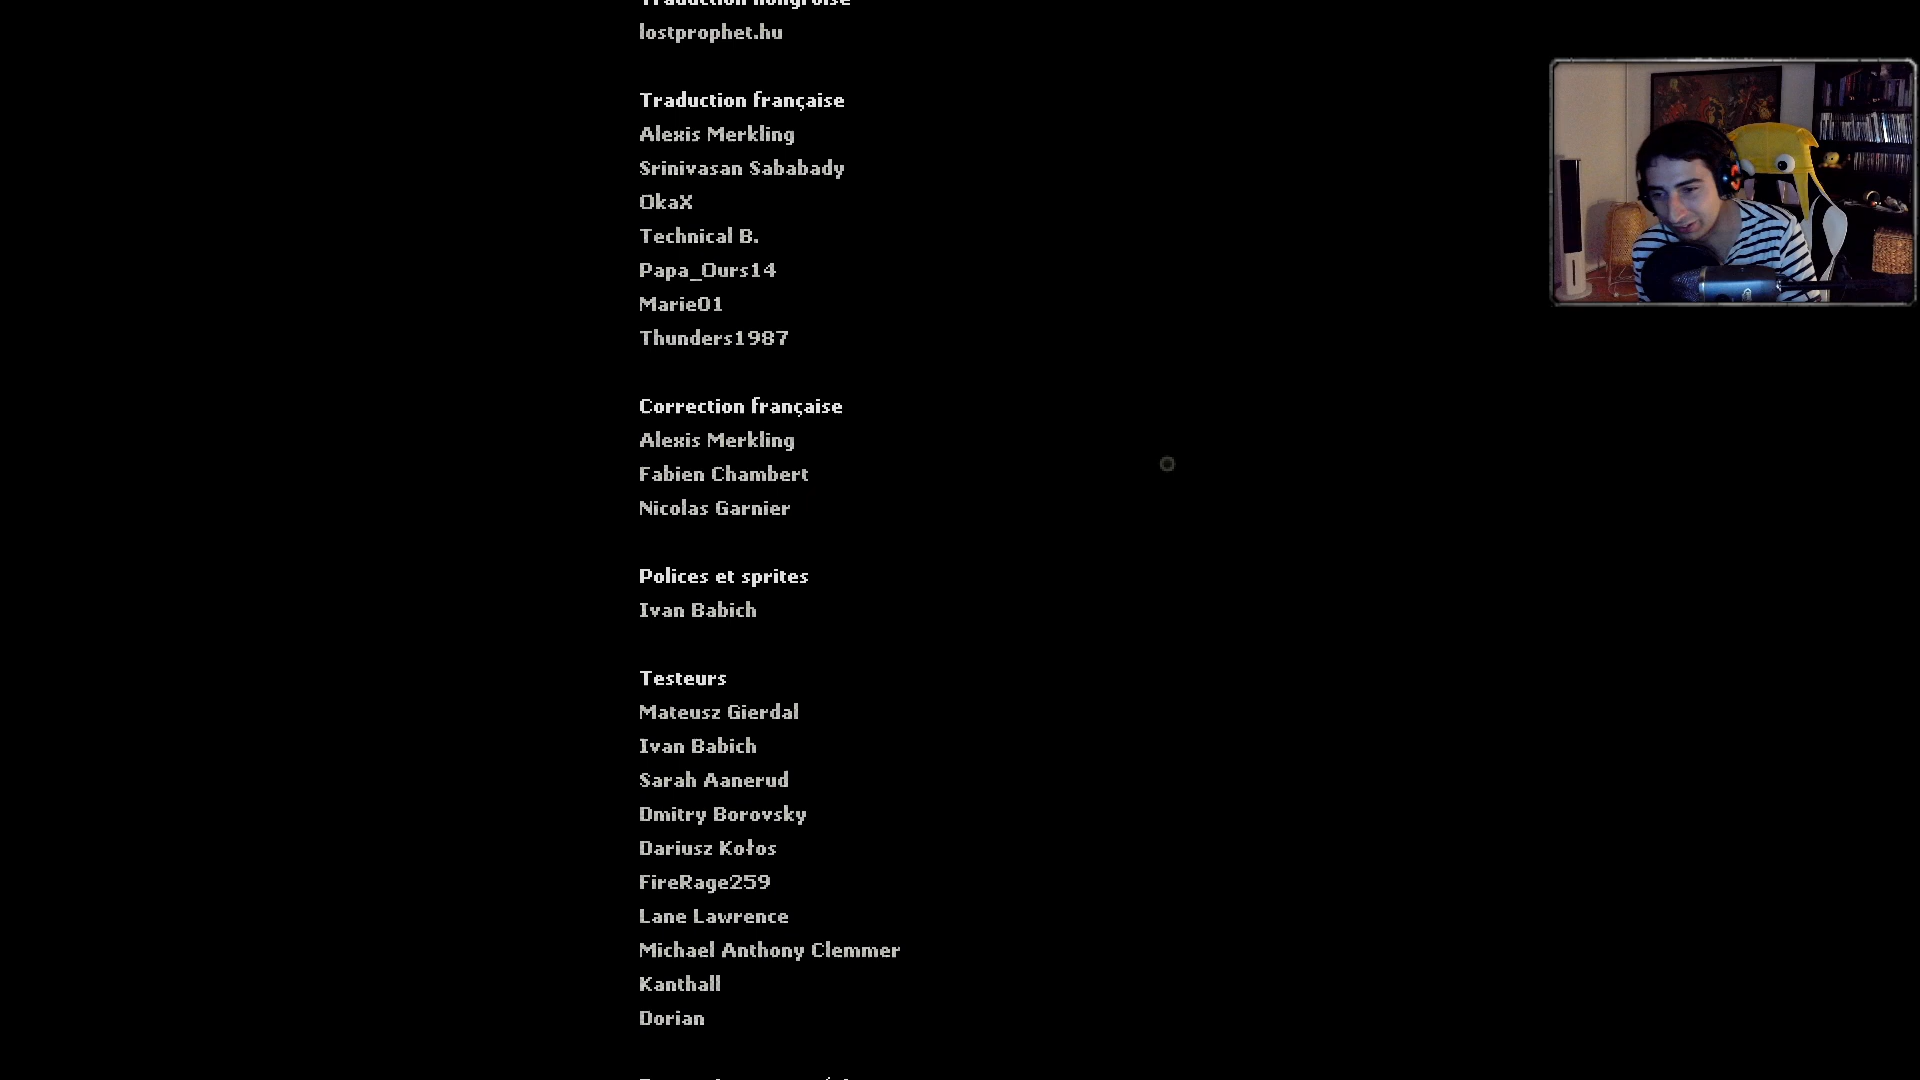 Traduction hongroise
lostprophet.hu
Traduction française
Alexis Merkling
Srinivasan Sababady
OkaX
Technical B.
Papa_Ours14
Marie01
Thunders1987
Correction française
Alexis Merkling
Fabien Chambert
Nicolas Garnier
Polices et sprites
Ivan Babich
Testeurs
Mateusz Gierdal
Ivan Babich
Sarah Aanerud
Dmitry Borovsky
Dariusz Kołos
FireRage259
Lane Lawrence
Michael Anthony Clemmer
Kanthall
Dorian